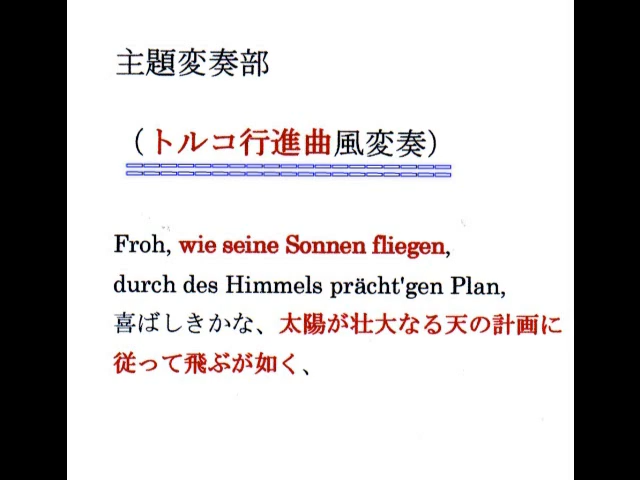 主題変奏部
（トルコ行進曲風変奏）
Froh, wie seine Sonnen fliegen,
durch des Himmels prächt'gen Plan,
喜ばしきかな、太陽が壮大なる天の計画に
従って飛ぶが如く、